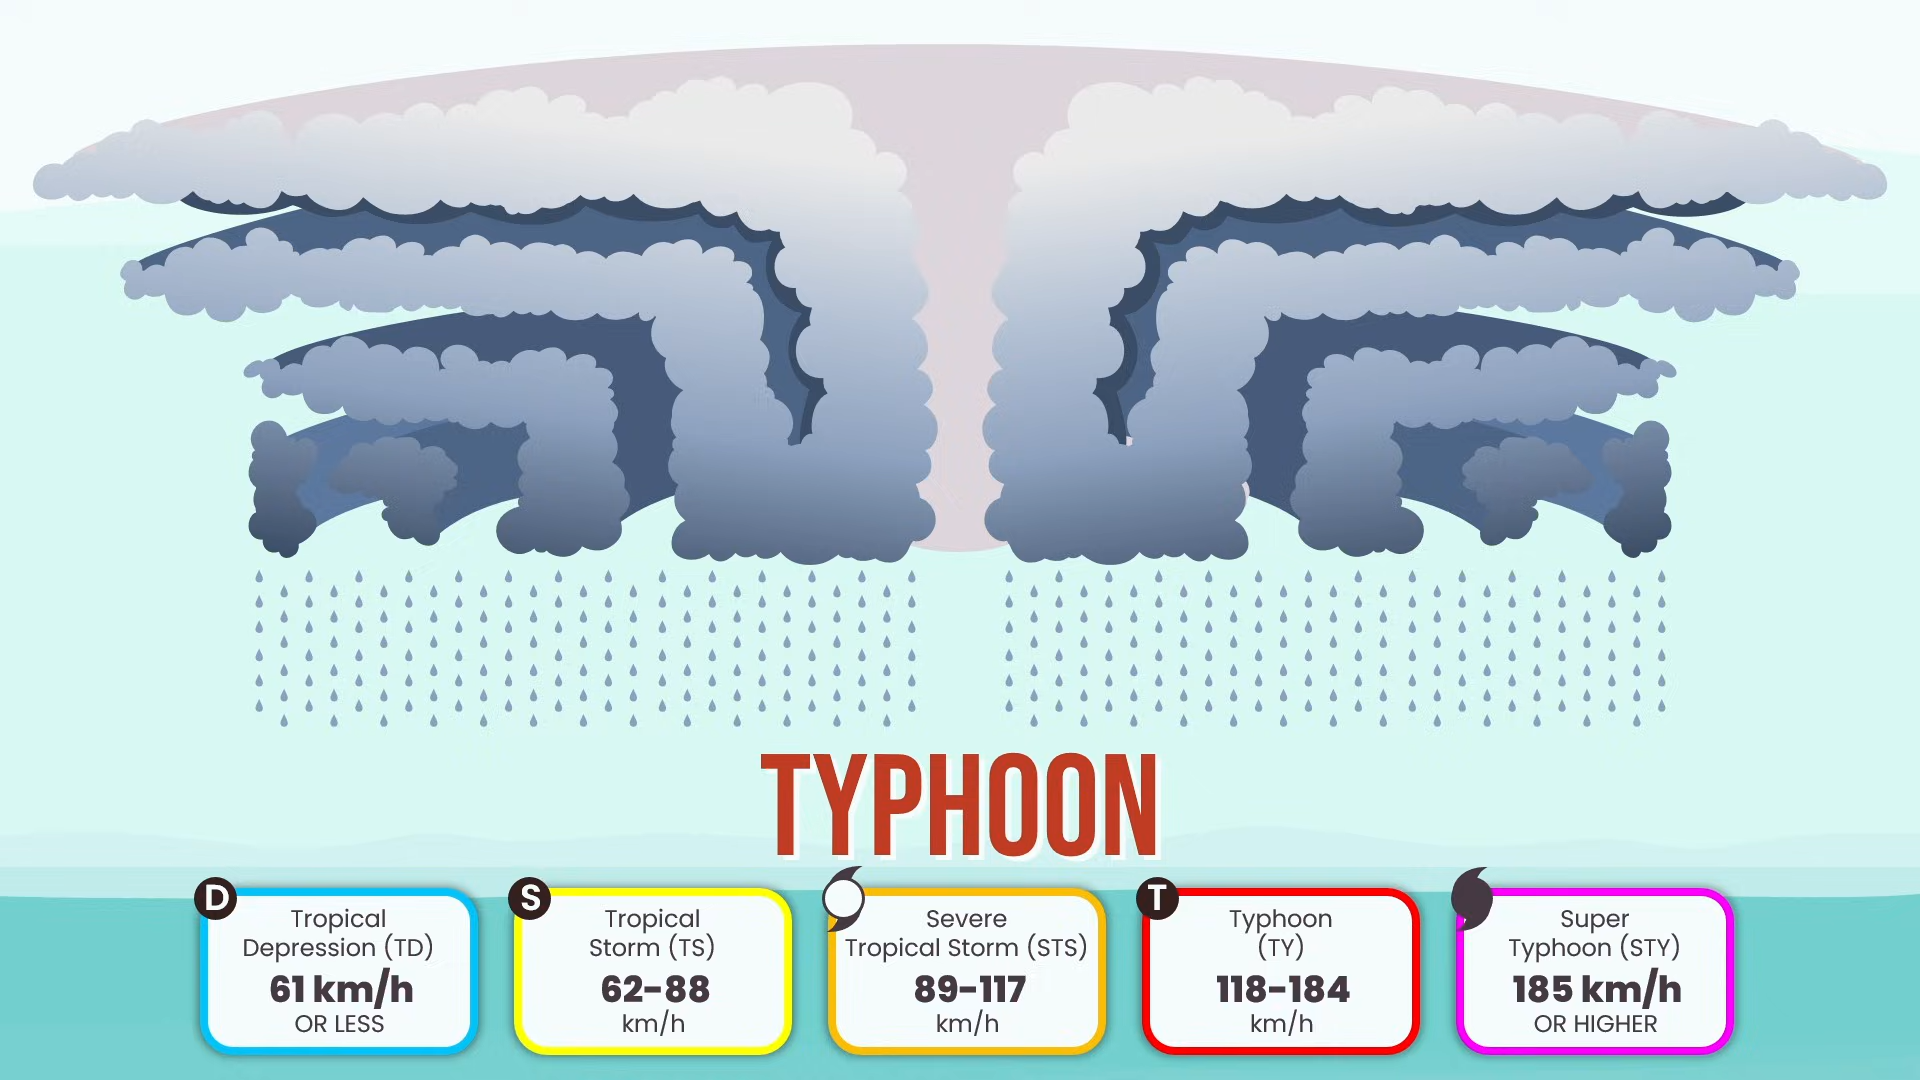 TYPHOON
D
Tropical
Depression (TD)
61 km/h
OR LESS
S
Tropical
Storm (TS)
62-88
km/h
Severe
Tropical Storm (STS)
89-117
km/h
T
Typhoon
(TY)
118-184
km/h
Super
Typhoon (STY)
185 km/h
OR HIGHER